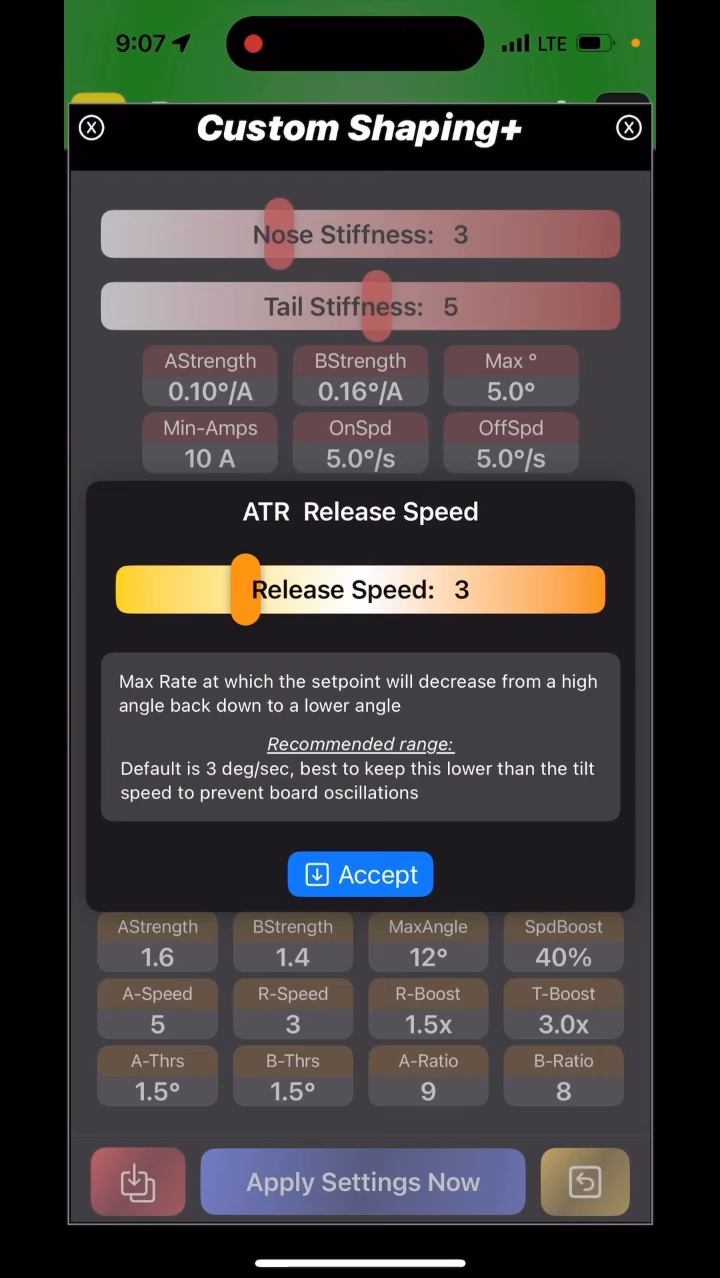 9:07 LTE
Custom Shaping+
Nose Stiffness: 3
Tail Stiffness: 5
AStrength BStrength Max °
0.10°/A 0.16°/A 5.0°
Min-Amps OnSpd OffSpd
10 A 5.0°/s 5.0°/s
ATR Release Speed
Release Speed: 3
Max Rate at which the setpoint will decrease from a high
angle back down to a lower angle
Recommended range:
Default is 3 deg/sec, best to keep this lower than the tilt
speed to prevent board oscillations
Accept
AStrength BStrength MaxAngle SpdBoost
1.6 1.4 12° 40%
A-Speed R-Speed R-Boost T-Boost
5 3 1.5x 3.0x
A-Thrs B-Thrs A-Ratio B-Ratio
1.5° 1.5° 9 8
Apply Settings Now